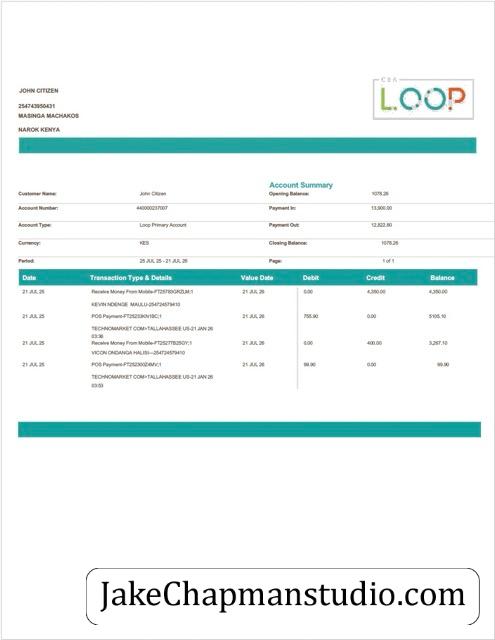 JOHN CITIZEN
254743950431
MASINGA MACHAKOS
NAROK KENYA
CBA
LOOP
Account Summary
Customer Name: John Citizen Opening Balance: 1078.26
Account Number: 440000237007 Payment In: 13,900.00
Account Type: Loop Primary Account Payment Out: 12,822.80
Currency: KES Closing Balance: 1078.26
Period: 25 JUL 25 - 21 JUL 26 Page: 1 of 1
Date Transaction Type & Details Value Date Debit Credit Balance
21 JUL 25 Receive Money From Mobile-FT25783GRZLM;1 21 JUL 26 0.00 4,350.00 4,350.00
KEVIN NDENGE MAULU-254724579410
21 JUL 25 POS Payment-FT25233KN1BC;1 21 JUL 26 755.90 0.00 5105.10
TECHNOMARKET COM>TALLAHASSEE US-21 JAN 26
03:36
21 JUL 25 Receive Money From Mobile-FT25277B2SGY;1 21 JUL 26 0.00 400.00 3,267.10
VICON ONDANGA HALISI—254724579410
21 JUL 25 POS Payment-FT252300Z4MV;1 21 JUL 26 99.90 0.00 99.90
TECHNOMARKET COM>TALLAHASSEE US-21 JAN 26
03:53
JakeChapmanstudio.com